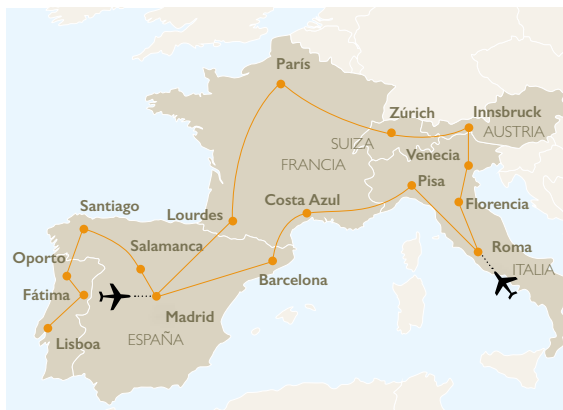 París
Zúrich
Innsbruck
AUSTRIA
SUIZA
Venecia
FRANCIA
Pisa
Costa Azul
Santiago
Lourdes
Florencia
Salamanca
Roma
Oporto
ITALIA
Barcelona
Fátima
Madrid
ESPAÑA
Lisboa